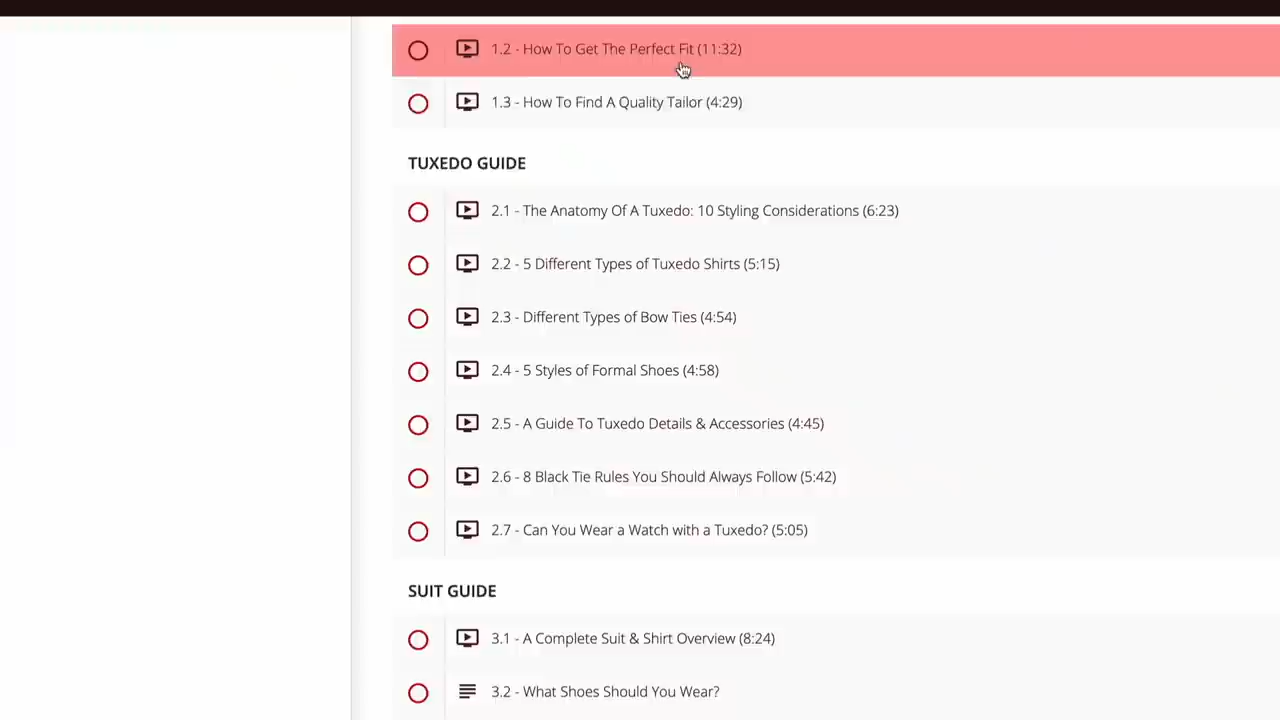 1.2 - How To Get The Perfect Fit (11:32)
1.3 - How To Find A Quality Tailor (4:29)
TUXEDO GUIDE
2.1 - The Anatomy Of A Tuxedo: 10 Styling Considerations (6:23)
2.2 - 5 Different Types of Tuxedo Shirts (5:15)
2.3 - Different Types of Bow Ties (4:54)
2.4 - 5 Styles of Formal Shoes (4:58)
2.5 - A Guide To Tuxedo Details & Accessories (4:45)
2.6 - 8 Black Tie Rules You Should Always Follow (5:42)
2.7 - Can You Wear a Watch with a Tuxedo? (5:05)
SUIT GUIDE
3.1 - A Complete Suit & Shirt Overview (8:24)
3.2 - What Shoes Should You Wear?